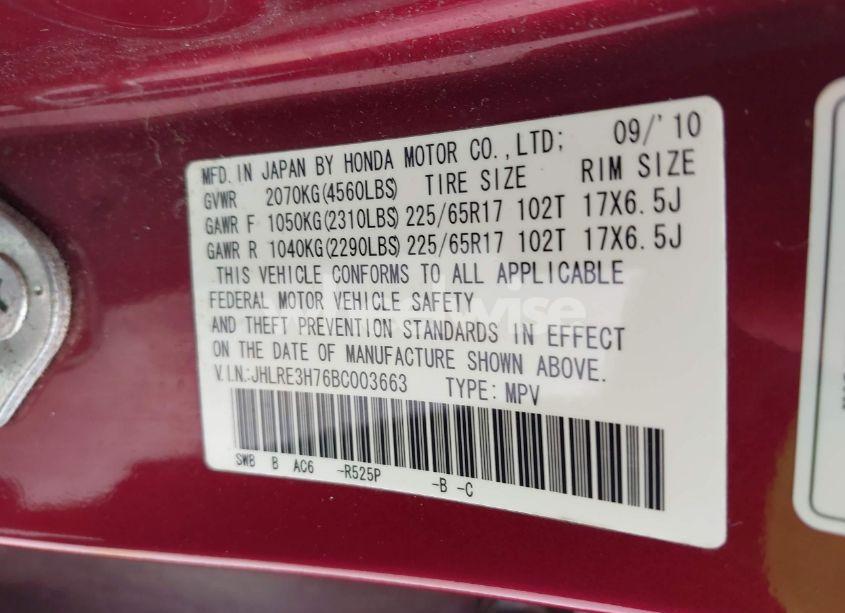 MFD. IN JAPAN BY HONDA MOTOR CO., LTD; 09/'10
GVWR 2070KG(4560LBS) TIRE SIZE RIM SIZE
GAWR F 1050KG(2310LBS) 225/65R17 102T 17X6.5J
GAWR R 1040KG(2290LBS) 225/65R17 102T 17X6.5J
THIS VEHICLE CONFORMS TO ALL APPLICABLE
FEDERAL MOTOR VEHICLE SAFETY
AND THEFT PREVENTION STANDARDS IN EFFECT
ON THE DATE OF MANUFACTURE SHOWN ABOVE.
V.I.N.:JHLRE3H76BC003663 TYPE: MPV
SWB B AC6 -R525P -B -C